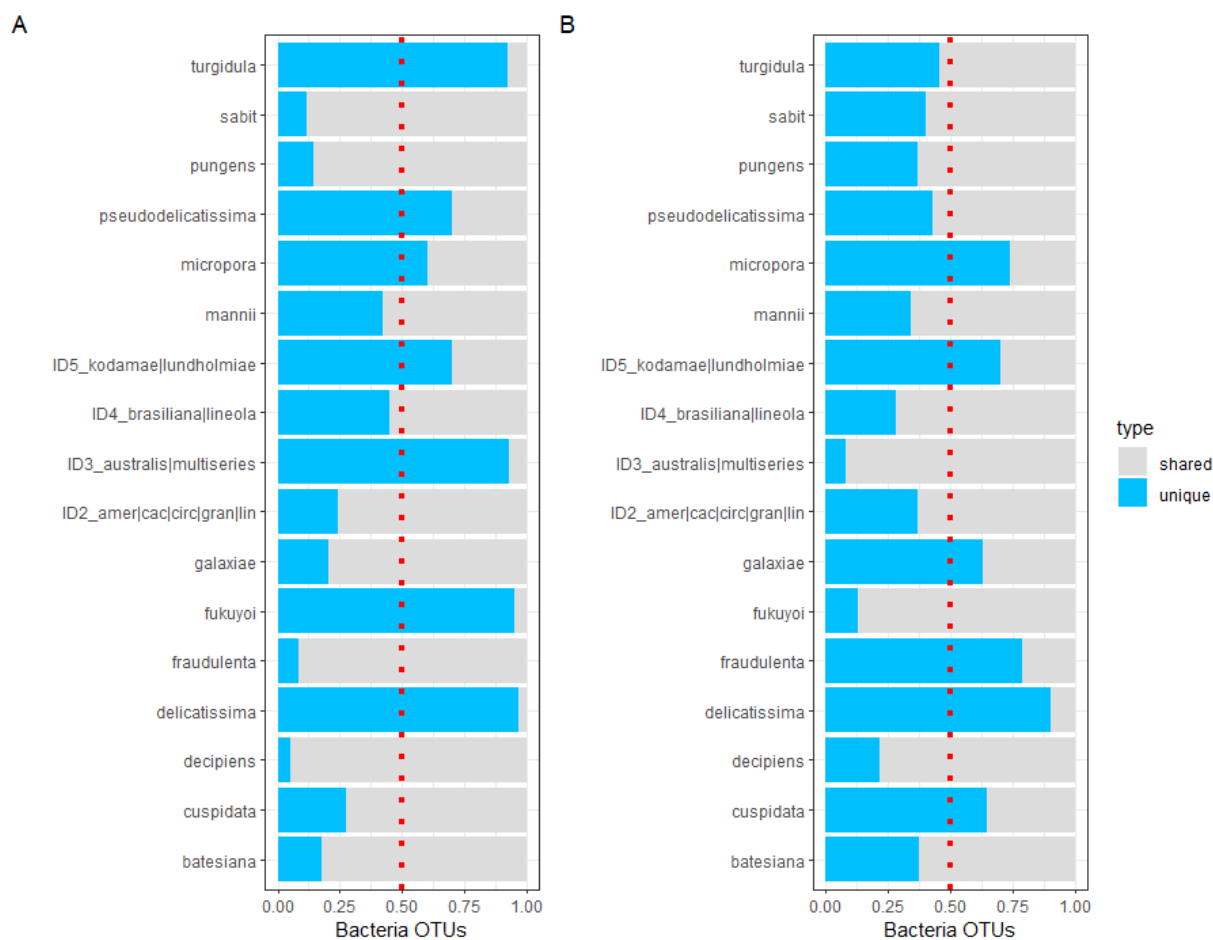 A
turgidula
sabit
pungens
pseudodelicatissima
micropora
mannii
ID5_kodamae|lundholmiae
ID4_brasiliana|lineola
ID3_australis|multiseries
ID2_amer|cac|circ|gran|lin
galaxiae
fukuyoi
fraudulenta
delicatissima
decipiens
cuspidata
batesiana
0.00 0.25 0.50 0.75 1.00
Bacteria OTUs
B
turgidula
sabit
pungens
pseudodelicatissima
micropora
mannii
ID5_kodamae|lundholmiae
ID4_brasiliana|lineola
ID3_australis|multiseries
ID2_amer|cac|circ|gran|lin
galaxiae
fukuyoi
fraudulenta
delicatissima
decipiens
cuspidata
batesiana
0.00 0.25 0.50 0.75 1.00
Bacteria OTUs
type
shared
unique